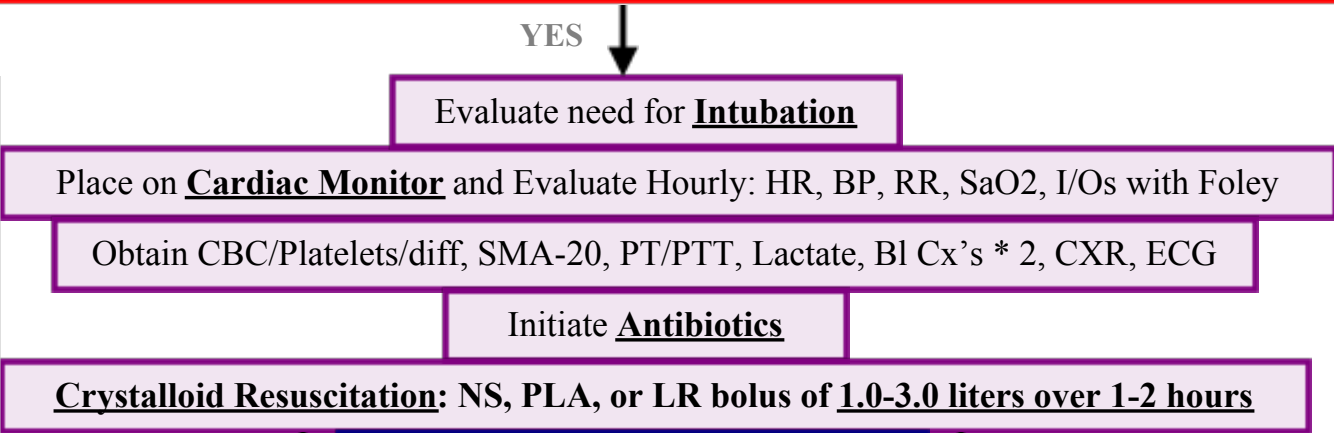 YES
Evaluate need for Intubation
Place on Cardiac Monitor and Evaluate Hourly: HR, BP, RR, SaO2, I/Os with Foley
Obtain CBC/Platelets/diff, SMA-20, PT/PTT, Lactate, Bl Cx’s * 2, CXR, ECG
Initiate Antibiotics
Crystalloid Resuscitation: NS, PLA, or LR bolus of 1.0-3.0 liters over 1-2 hours